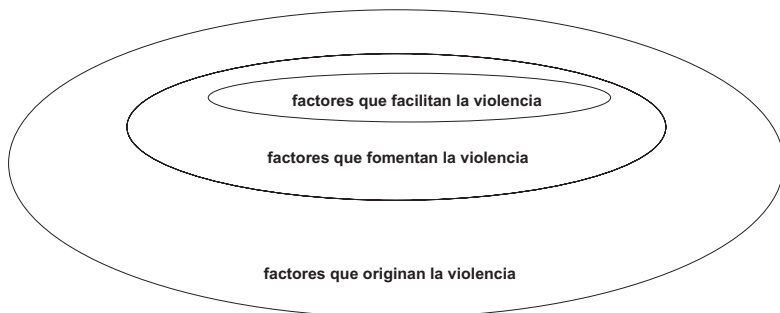 factores que facilitan la violencia
factores que fomentan la violencia
factores que originan la violencia